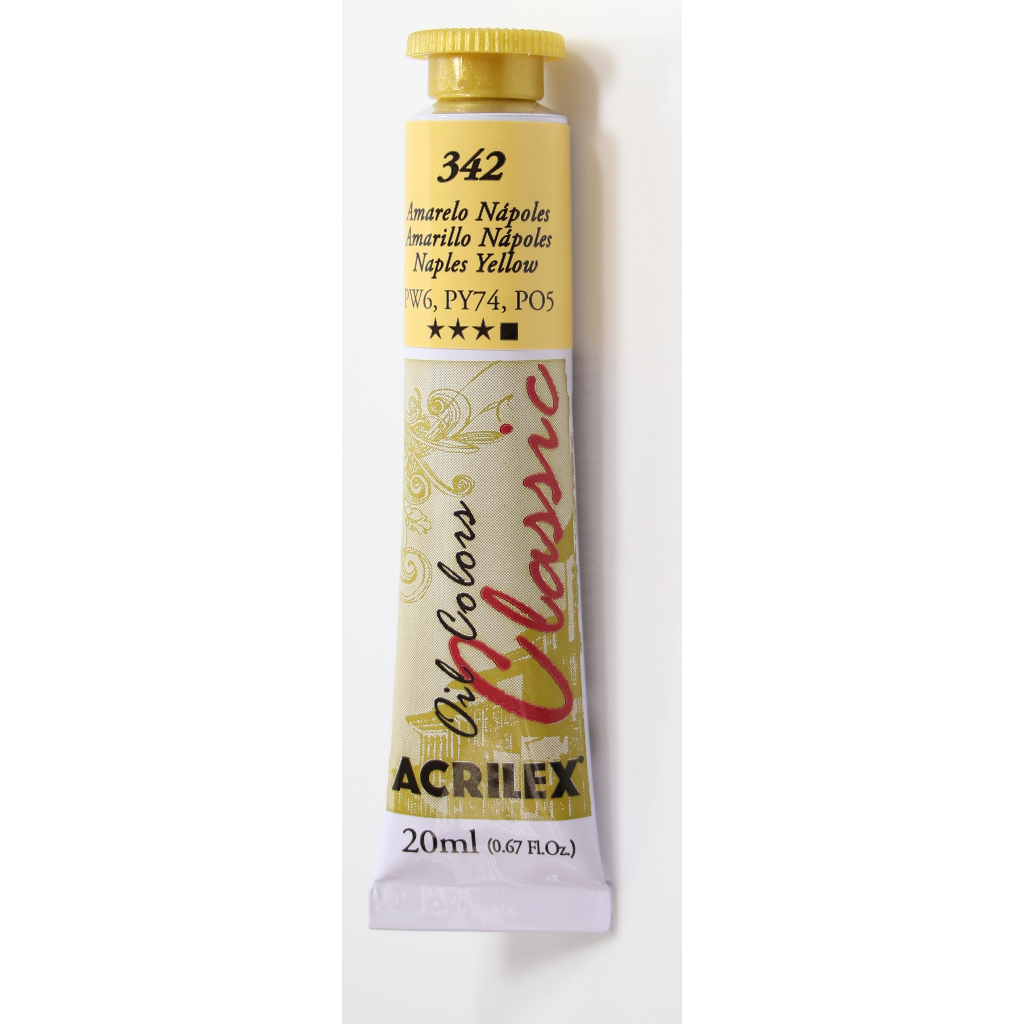 342
Amarelo Nápoles
Amarillo Nápoles
Naples Yellow
PW6, PY74, PO5
Oil Colors
Classic
ACRILEX®
20ml (0.67 Fl.Oz.)